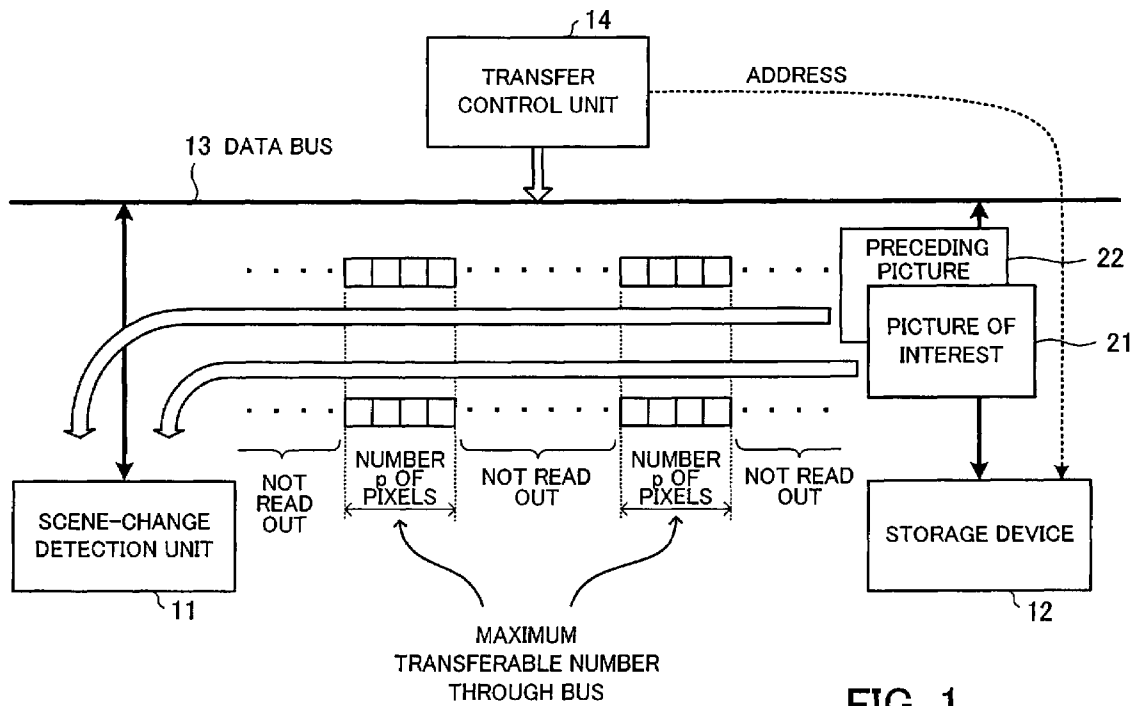 14
TRANSFER
CONTROL UNIT
ADDRESS
13 DATA BUS
PRECEDING
PICTURE
22
PICTURE OF
INTEREST
21
NOT
READ
OUT
NUMBER
p OF
PIXELS
NOT READ
OUT
NUMBER
p OF
PIXELS
NOT READ
OUT
SCENE-CHANGE
DETECTION UNIT
11
STORAGE DEVICE
12
MAXIMUM
TRANSFERABLE NUMBER
THROUGH BUS
FIG. 1